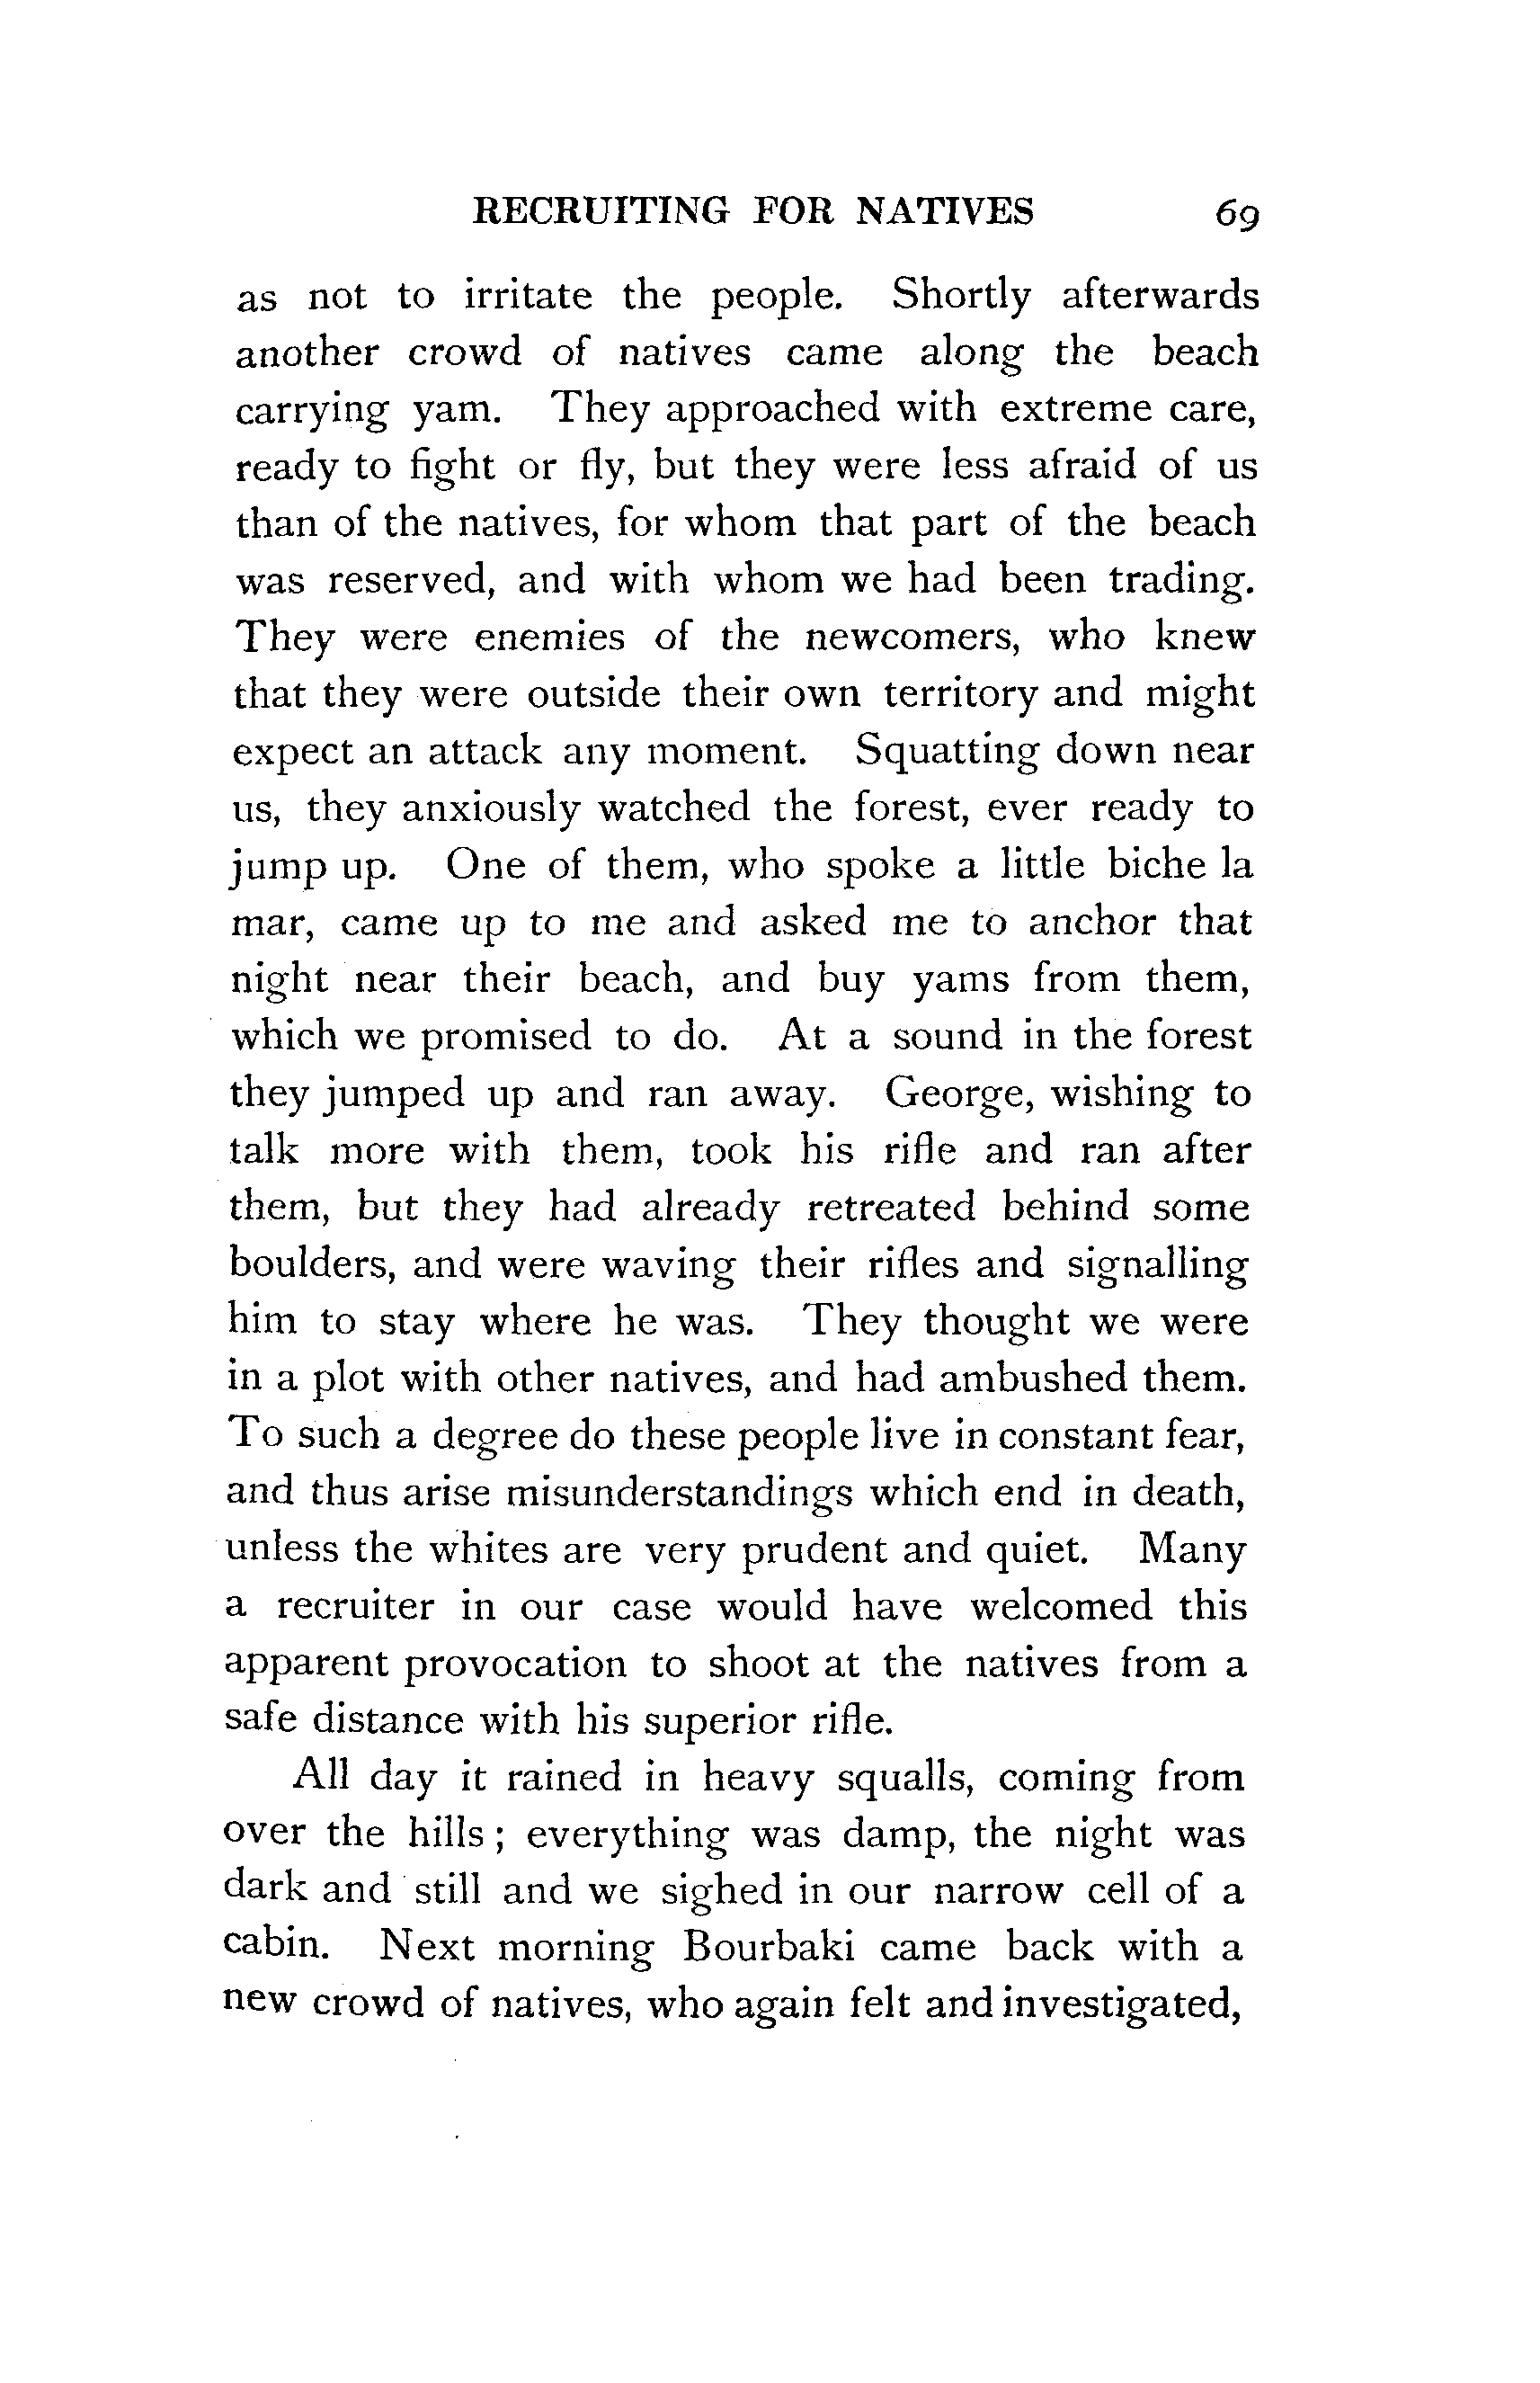 RECRUITING FOR NATIVES 69
as not to irritate the people. Shortly afterwards
another crowd of natives came along the beach
carrying yam. They approached with extreme care,
ready to fight or fly, but they were less afraid of us
than of the natives, for whom that part of the beach
was reserved, and with whom we had been trading.
They were enemies of the newcomers, who knew
that they were outside their own territory and might
expect an attack any moment. Squatting down near
us, they anxiously watched the forest, ever ready to
jump up. One of them, who spoke a little biche la
mar, came up to me and asked me to anchor that
night near their beach, and buy yams from them,
which we promised to do. At a sound in the forest
they jumped up and ran away. George, wishing to
talk more with them, took his rifle and ran after
them, but they had already retreated behind some
boulders, and were waving their rifles and signalling
him to stay where he was. They thought we were
in a plot with other natives, and had ambushed them.
To such a degree do these people live in constant fear,
and thus arise misunderstandings which end in death,
unless the whites are very prudent and quiet. Many
a recruiter in our case would have welcomed this
apparent provocation to shoot at the natives from a
safe distance with his superior rifle.
All day it rained in heavy squalls, coming from
over the hills ; everything was damp, the night was
dark and still and we sighed in our narrow cell of a
cabin. Next morning Bourbaki came back with a
new crowd of natives, who again felt and investigated,